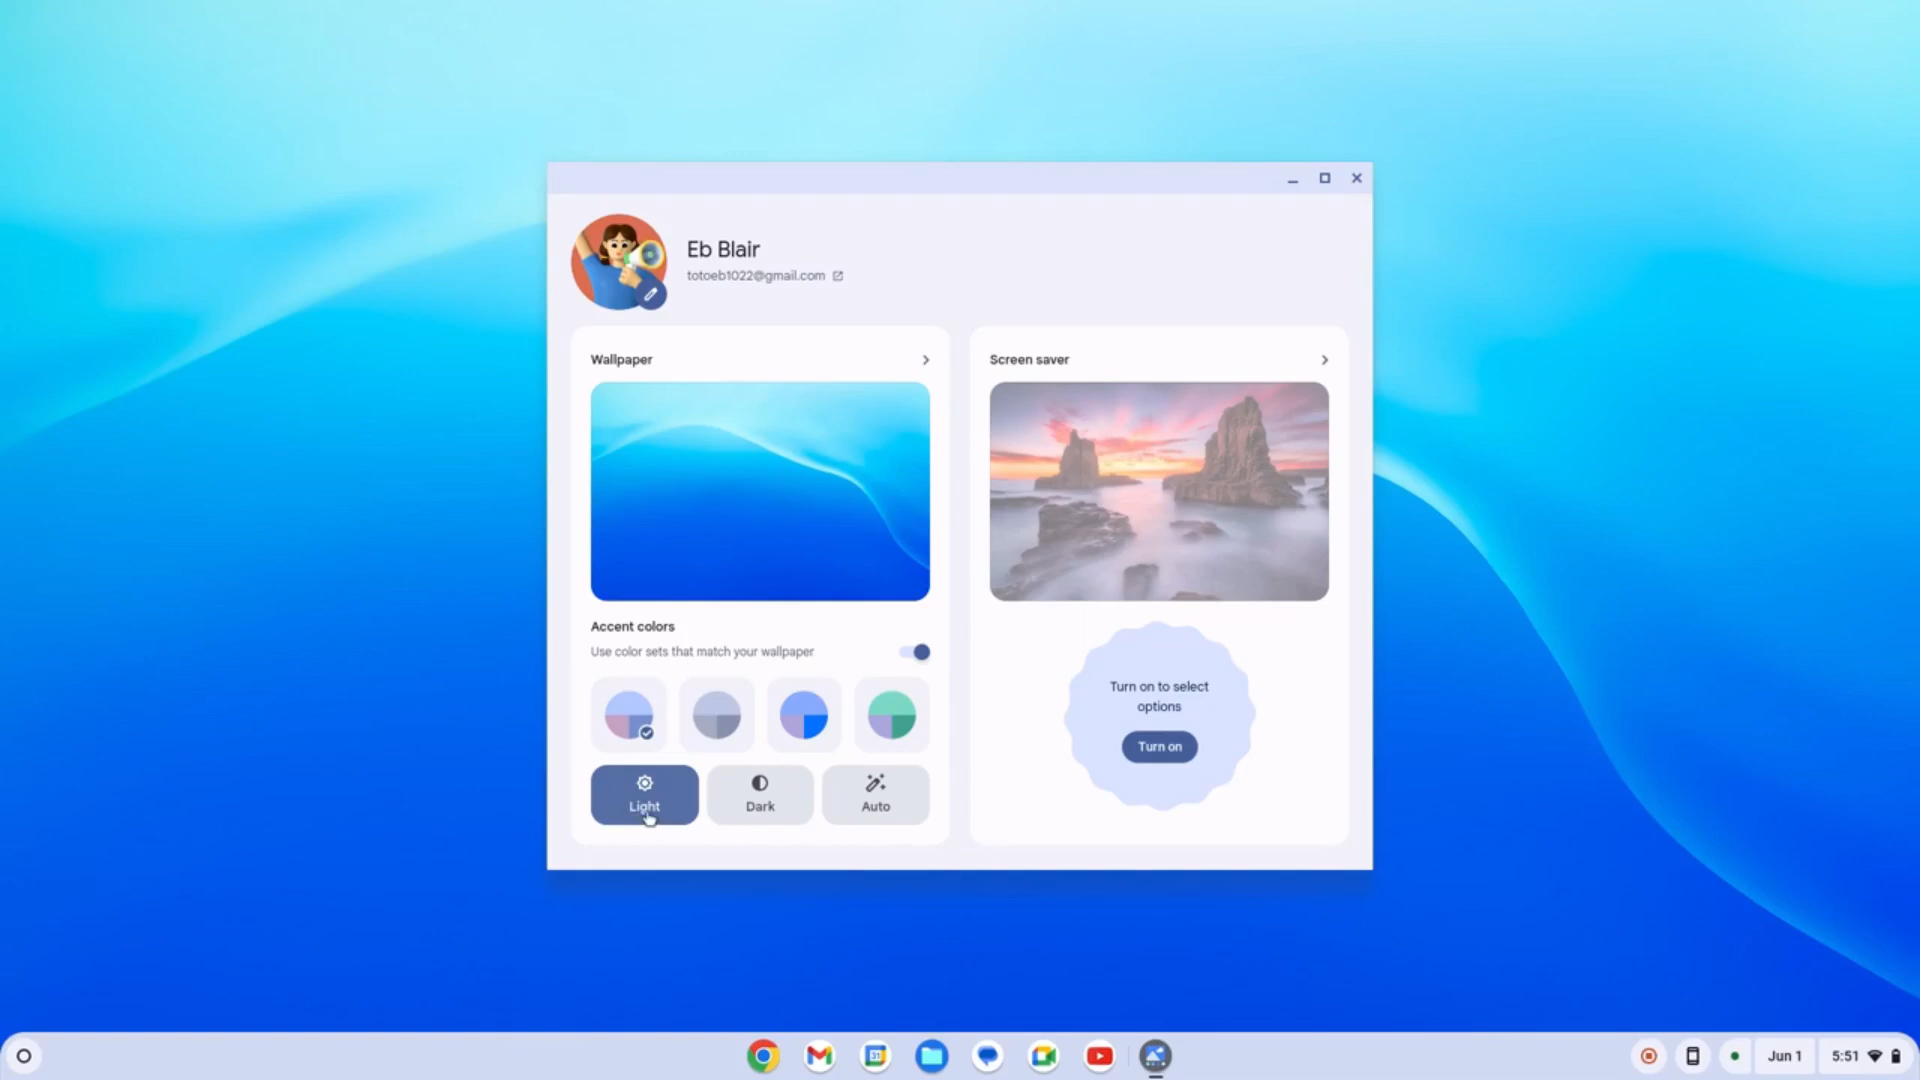 Eb Blair
totoeb1022@gmail.com
Wallpaper
Screen saver
Accent colors
Use color sets that match your wallpaper
Turn on to select
options
Turn on
Light
Dark
Auto
31
Jun 1
5:51